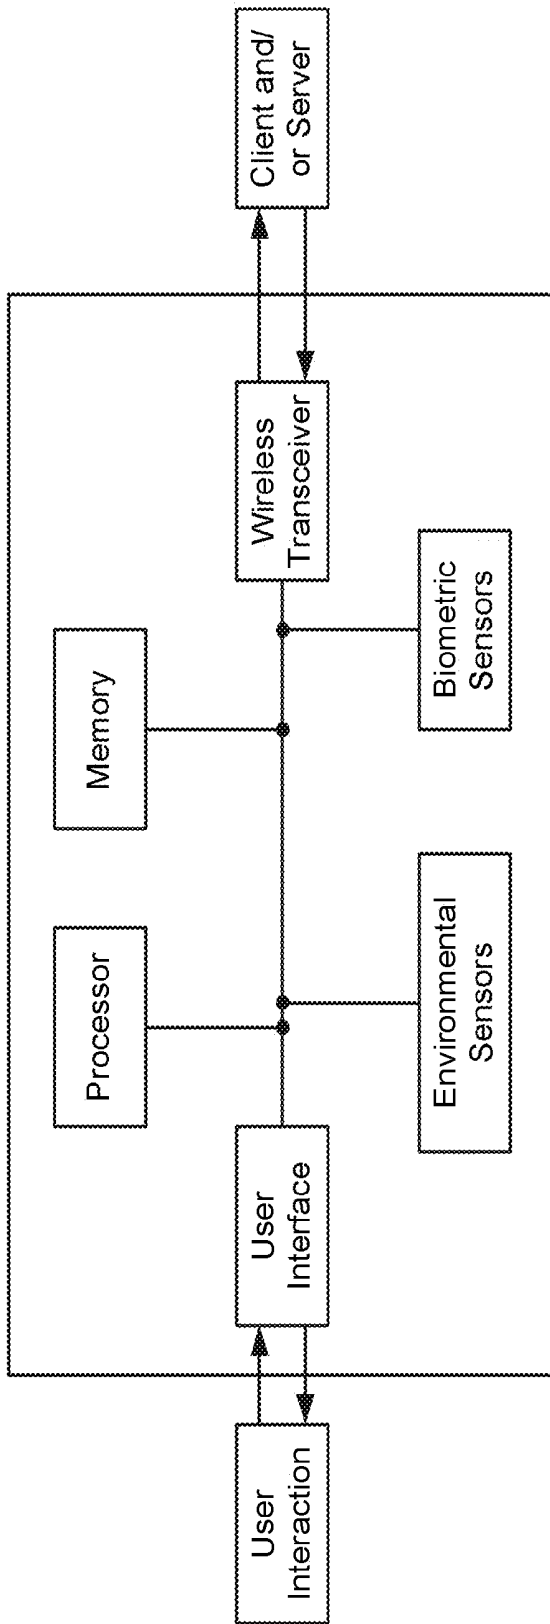 Processor
Memory
User
Interaction
User
Interface
Wireless
Transceiver
Client and/
or Server
Environmental
Sensors
Biometric
Sensors